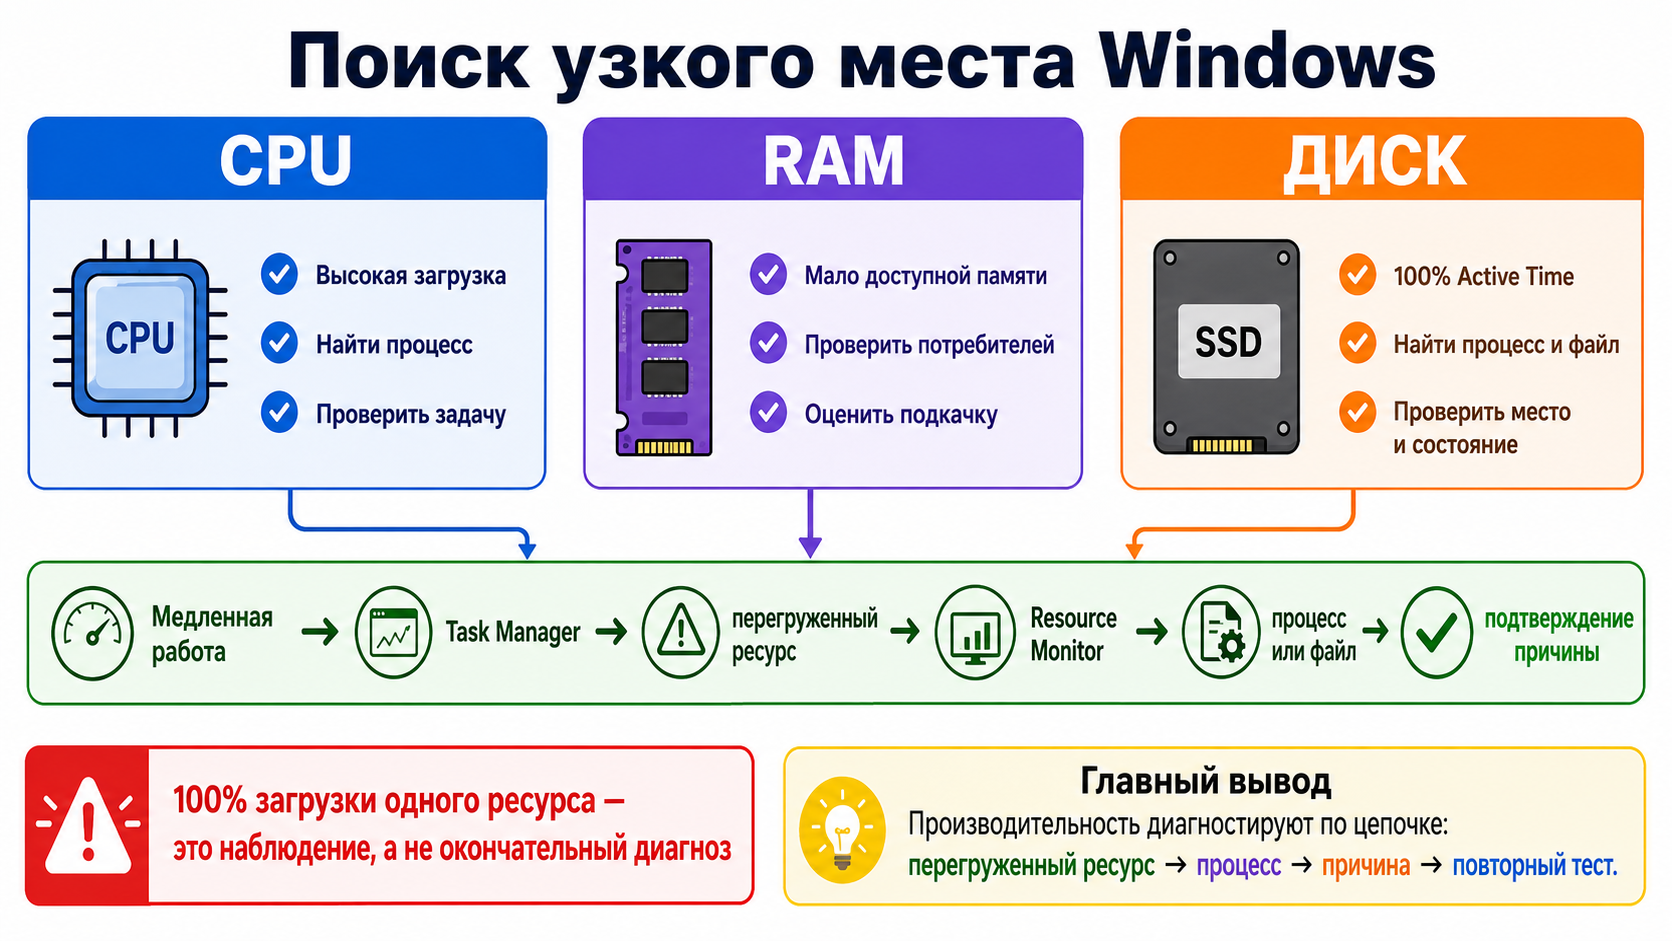 Поиск узкого места Windows
CPU
CPU
Высокая загрузка
Найти процесс
Проверить задачу
RAM
Мало доступной памяти
Проверить потребителей
Оценить подкачку
ДИСК
SSD
100% Active Time
Найти процесс и файл
Проверить место
и состояние
Медленная
работа
Task Manager
перегруженный
ресурс
Resource
Monitor
процесс
или файл
подтверждение
причины
100% загрузки одного ресурса —
это наблюдение, а не окончательный диагноз
Главный вывод
Производительность диагностируют по цепочке:
перегруженный ресурс → процесс → причина → повторный тест.